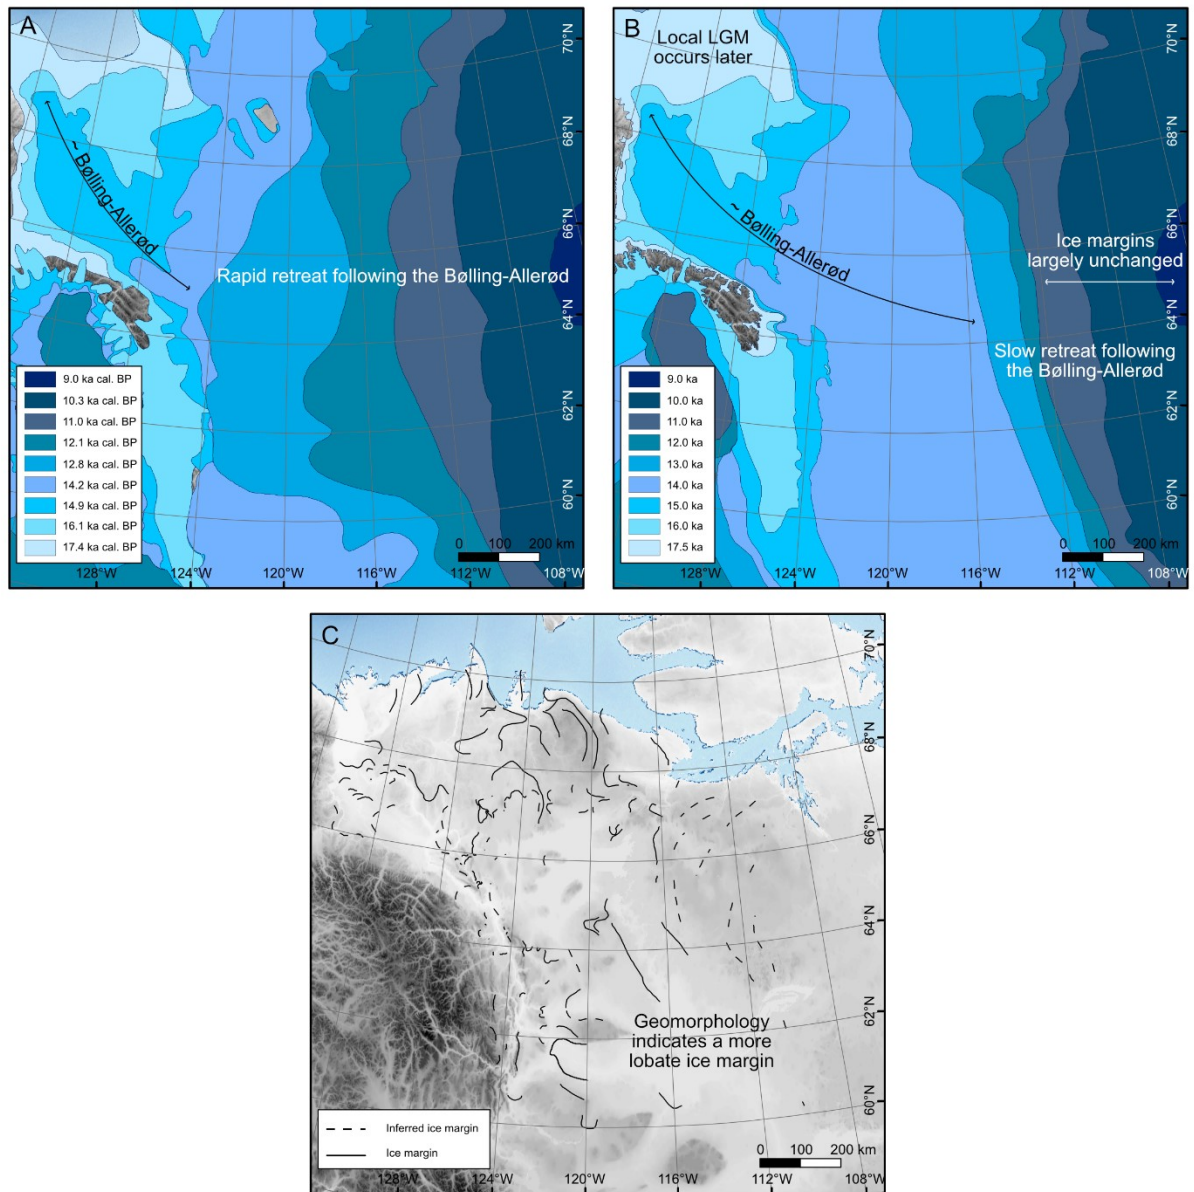 A
70°N
68°N
66°N
64°N
62°N
60°N
~ Bølling-Allerød
Rapid retreat following the Bølling-Allerød
9.0 ka cal. BP
10.3 ka cal. BP
11.0 ka cal. BP
12.1 ka cal. BP
12.8 ka cal. BP
14.2 ka cal. BP
14.9 ka cal. BP
16.1 ka cal. BP
17.4 ka cal. BP
0 100 200 km
128°W 124°W 120°W 116°W 112°W 108°W
B
Local LGM
occurs later
70°N
68°N
66°N
64°N
62°N
60°N
~ Bølling-Allerød
Ice margins
largely unchanged
Slow retreat following
the Bølling-Allerød
9.0 ka
10.0 ka
11.0 ka
12.0 ka
13.0 ka
14.0 ka
15.0 ka
16.0 ka
17.5 ka
0 100 200 km
128°W 124°W 120°W 116°W 112°W 108°W
C
70°N
68°N
66°N
64°N
62°N
60°N
Geomorphology
indicates a more
lobate ice margin
Inferred ice margin
Ice margin
0 100 200 km
128°W 124°W 120°W 116°W 112°W 108°W